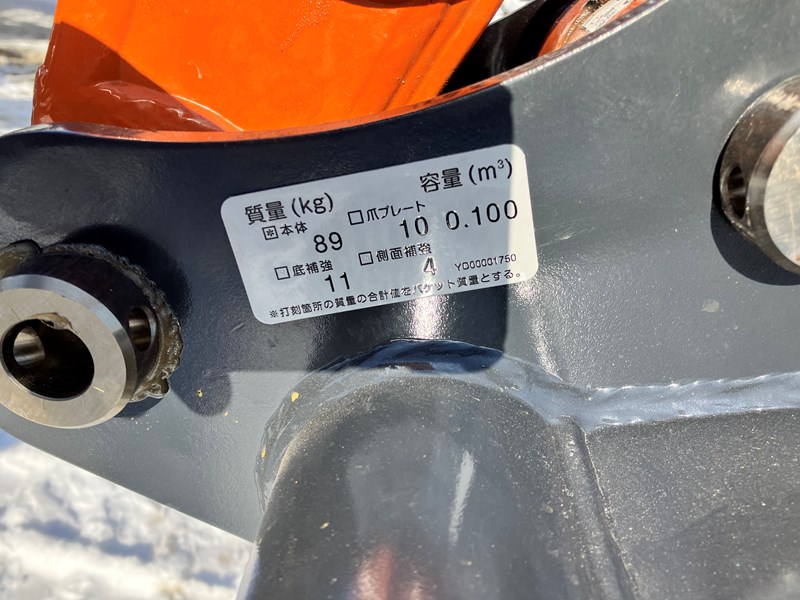 質量(kg) 容量(m³)
※本体 89 □爪プレート 10 0.100
□底補強 11 □側面補強 4 YD00001750
※打刻箇所の質量の合計値をバケット質量とする。